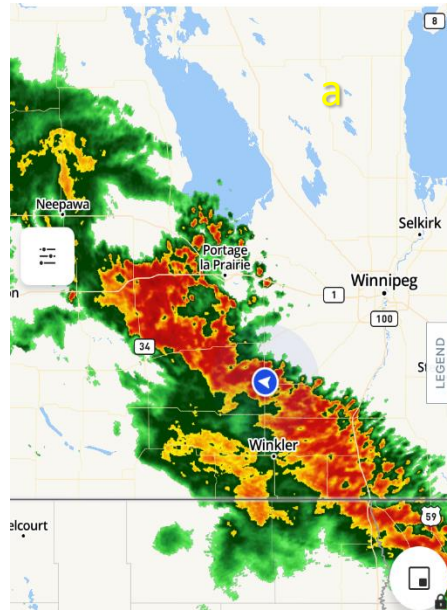 8
a
Neepawa
Selkirk
Portage
la Prairie
Winnipeg
on
1
100
34
LEGEND
St
Winkler
59
elcourt